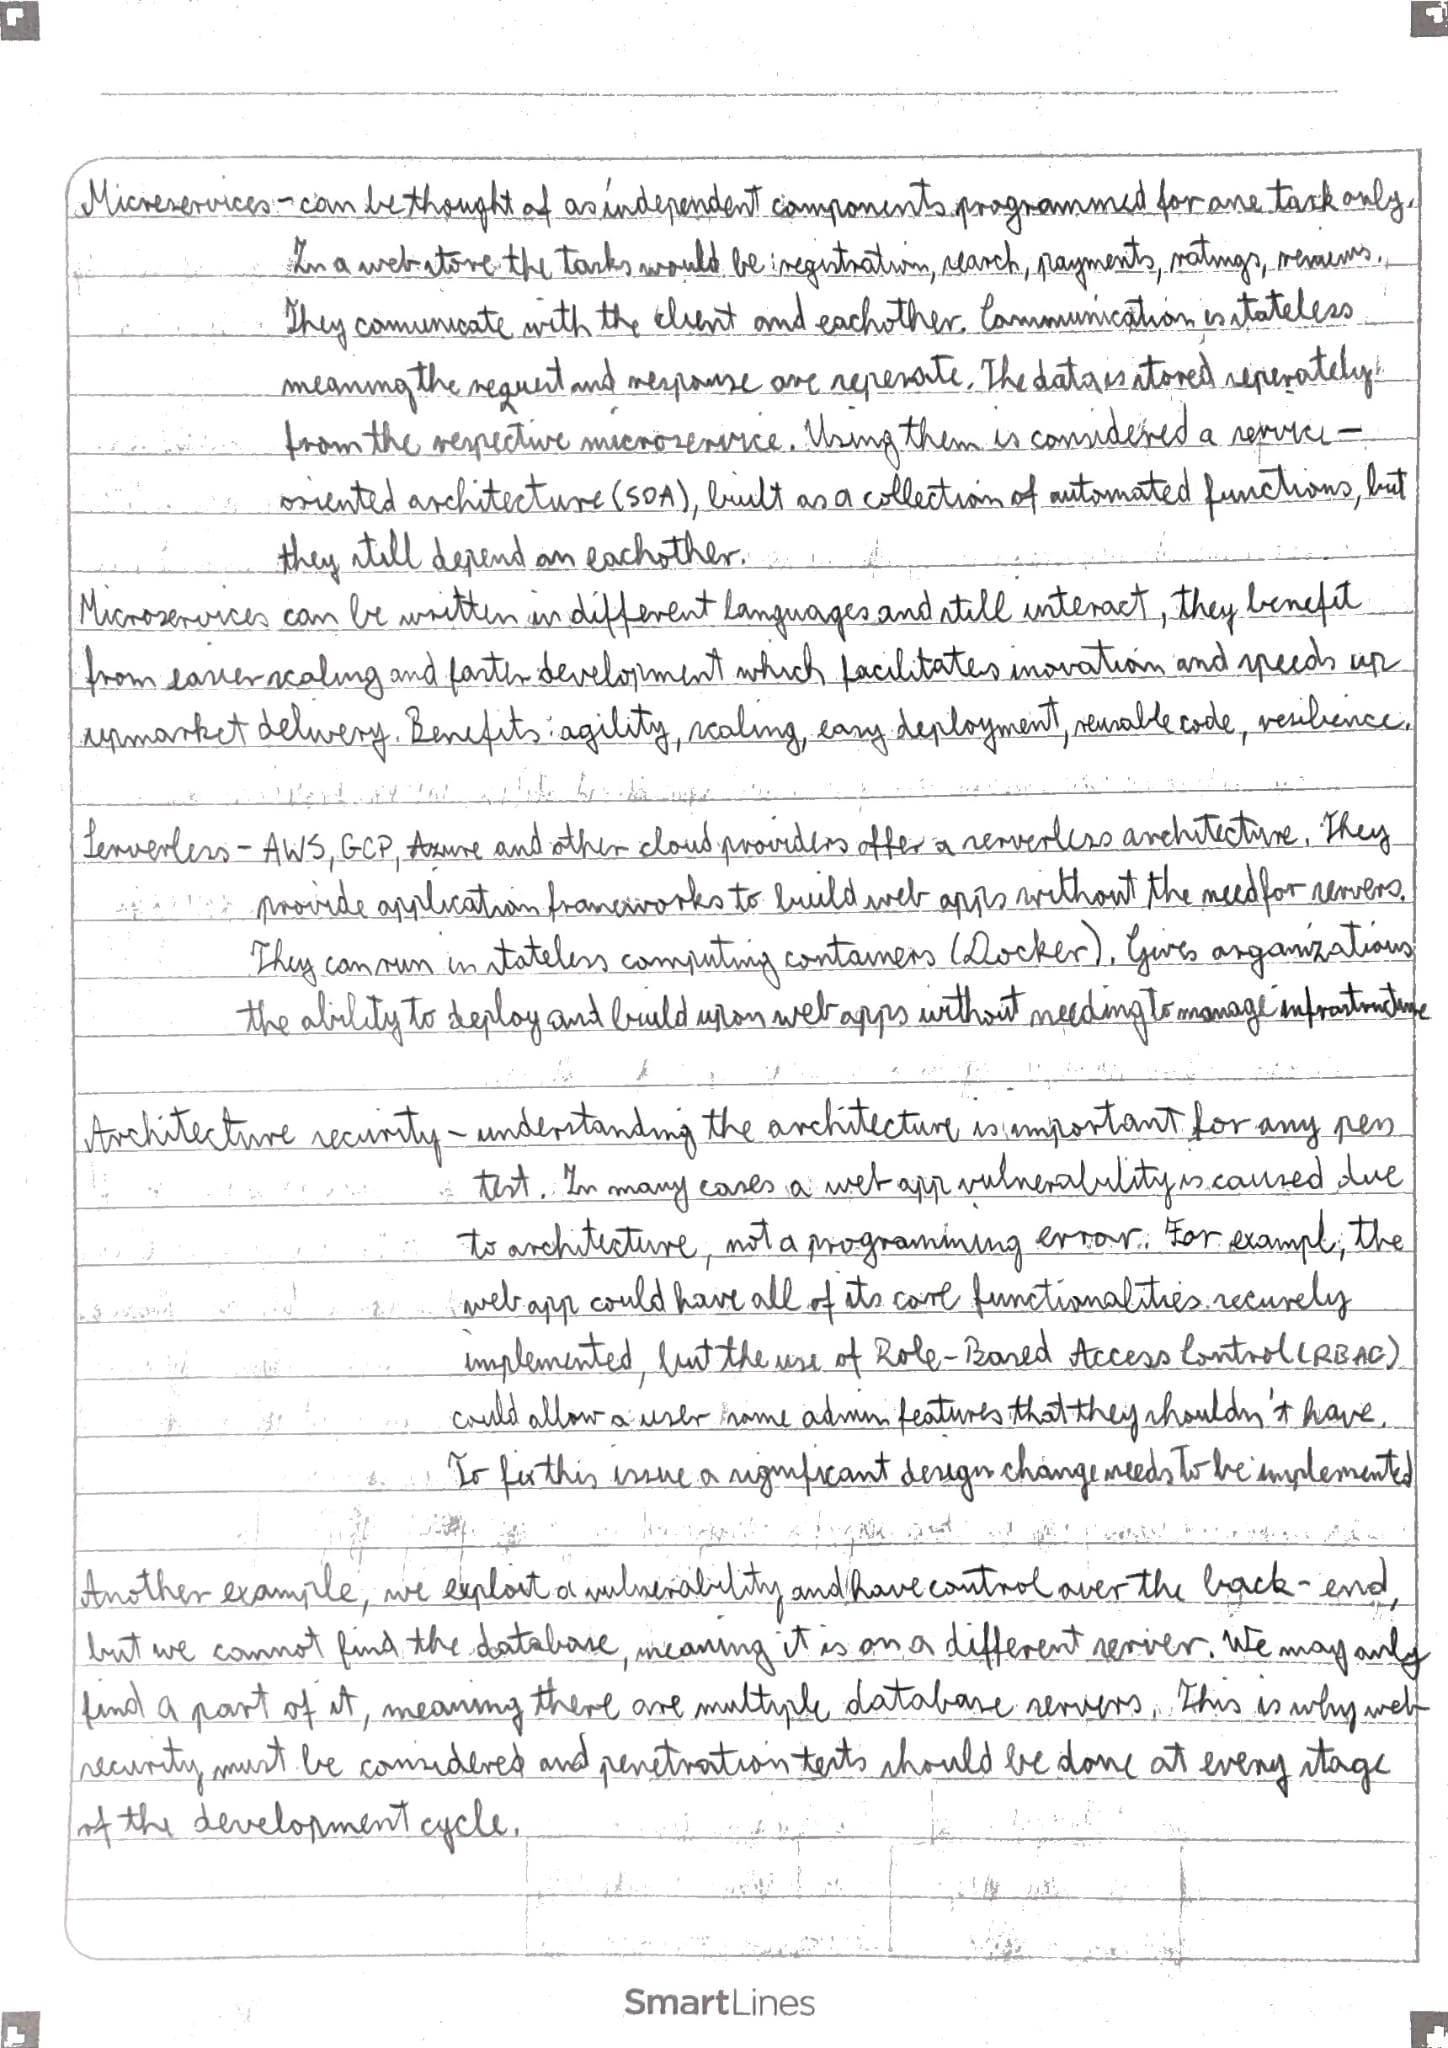 Microservices - can be thought of as independent components programmed for one task only.
In a web store the tasks would be: registration, search, payments, ratings, reviews.
They comunicate with the client and eachother. Communication is stateless
meaning the request and response are seperate. The data is stored seperately
from the respective microservice. Using them is considered a service-
oriented architecture (SOA), built as a collection of automated functions, but
they still depend on eachother.
Microservices can be written in different languages and still interact, they benefit
from easier scaling and faster development which facilitates inovation and speeds up
upmarket delivery. Benefits: agility, scaling, easy deployment, reusable code, resilience.
Serverless - AWS, GCP, Azure and other cloud providers offer a serverless architecture. They
provide application frameworks to build web apps without the need for servers.
They can run in stateless computing containers (Docker). Gives organizations
the ability to deploy and build upon web apps without needing to manage infrastructure
Architecture security - understanding the architecture is important for any pen
test. In many cases a web app vulnerability is caused due
to architecture, not a programming error. For exampl, the
web app could have all of its core functionalities securely
implemented, but the use of Role-Based Access Control (RBAC)
could allow a user some admin features that they shouldn't have.
To fix this issue a significant design change needs to be implemented
Another example, we exploit a vulnerability and have control over the back-end,
but we cannot find the database, meaning it is on a different server. We may only
find a part of it, meaning there are multiple database servers. This is why web
security must be considered and penetration tests should be done at every stage
of the development cycle.
SmartLines